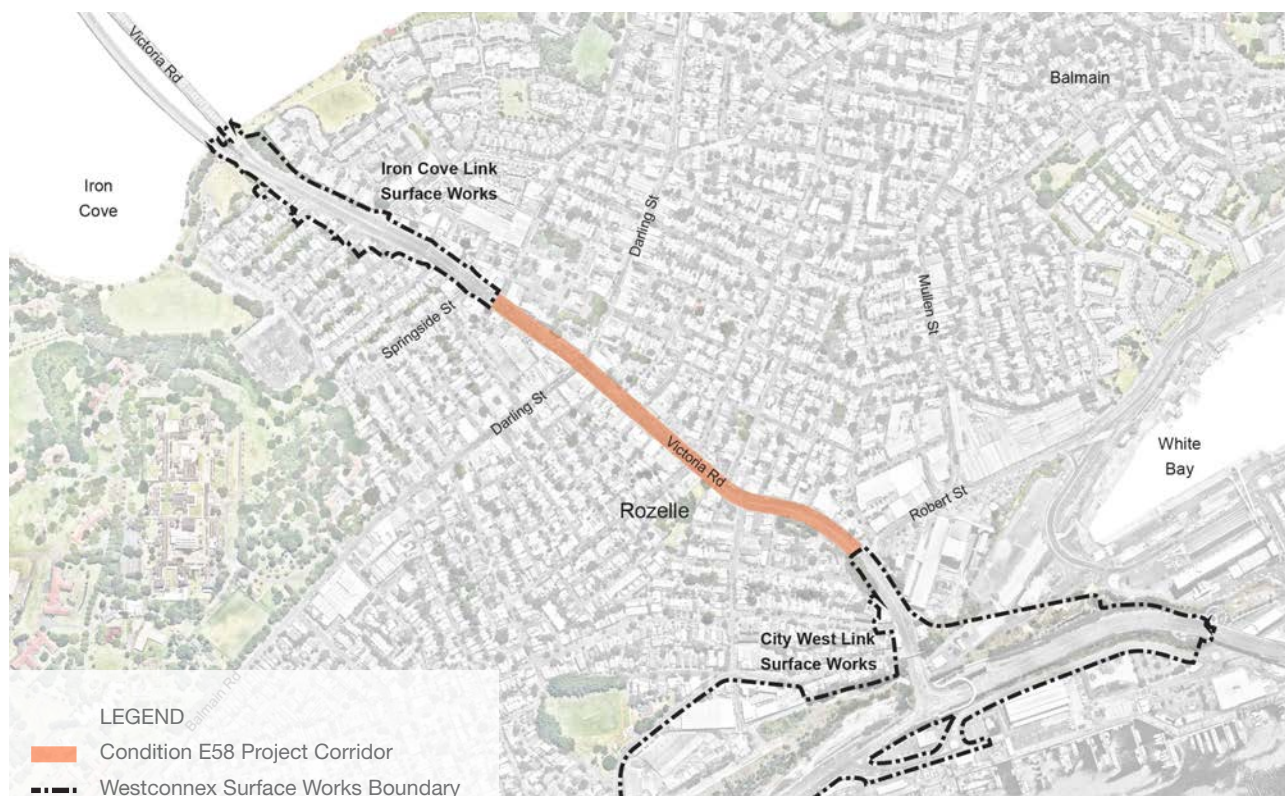 Victoria Rd
Balmain
Iron Cove Link
Surface Works
Iron
Cove
Darling St
Mullen St
Springside St
Darling St
White
Bay
Victoria Rd
Robert St
Rozelle
City West Link
Surface Works
Balmain Rd
LEGEND
Condition E58 Project Corridor
Westconnex Surface Works Boundary